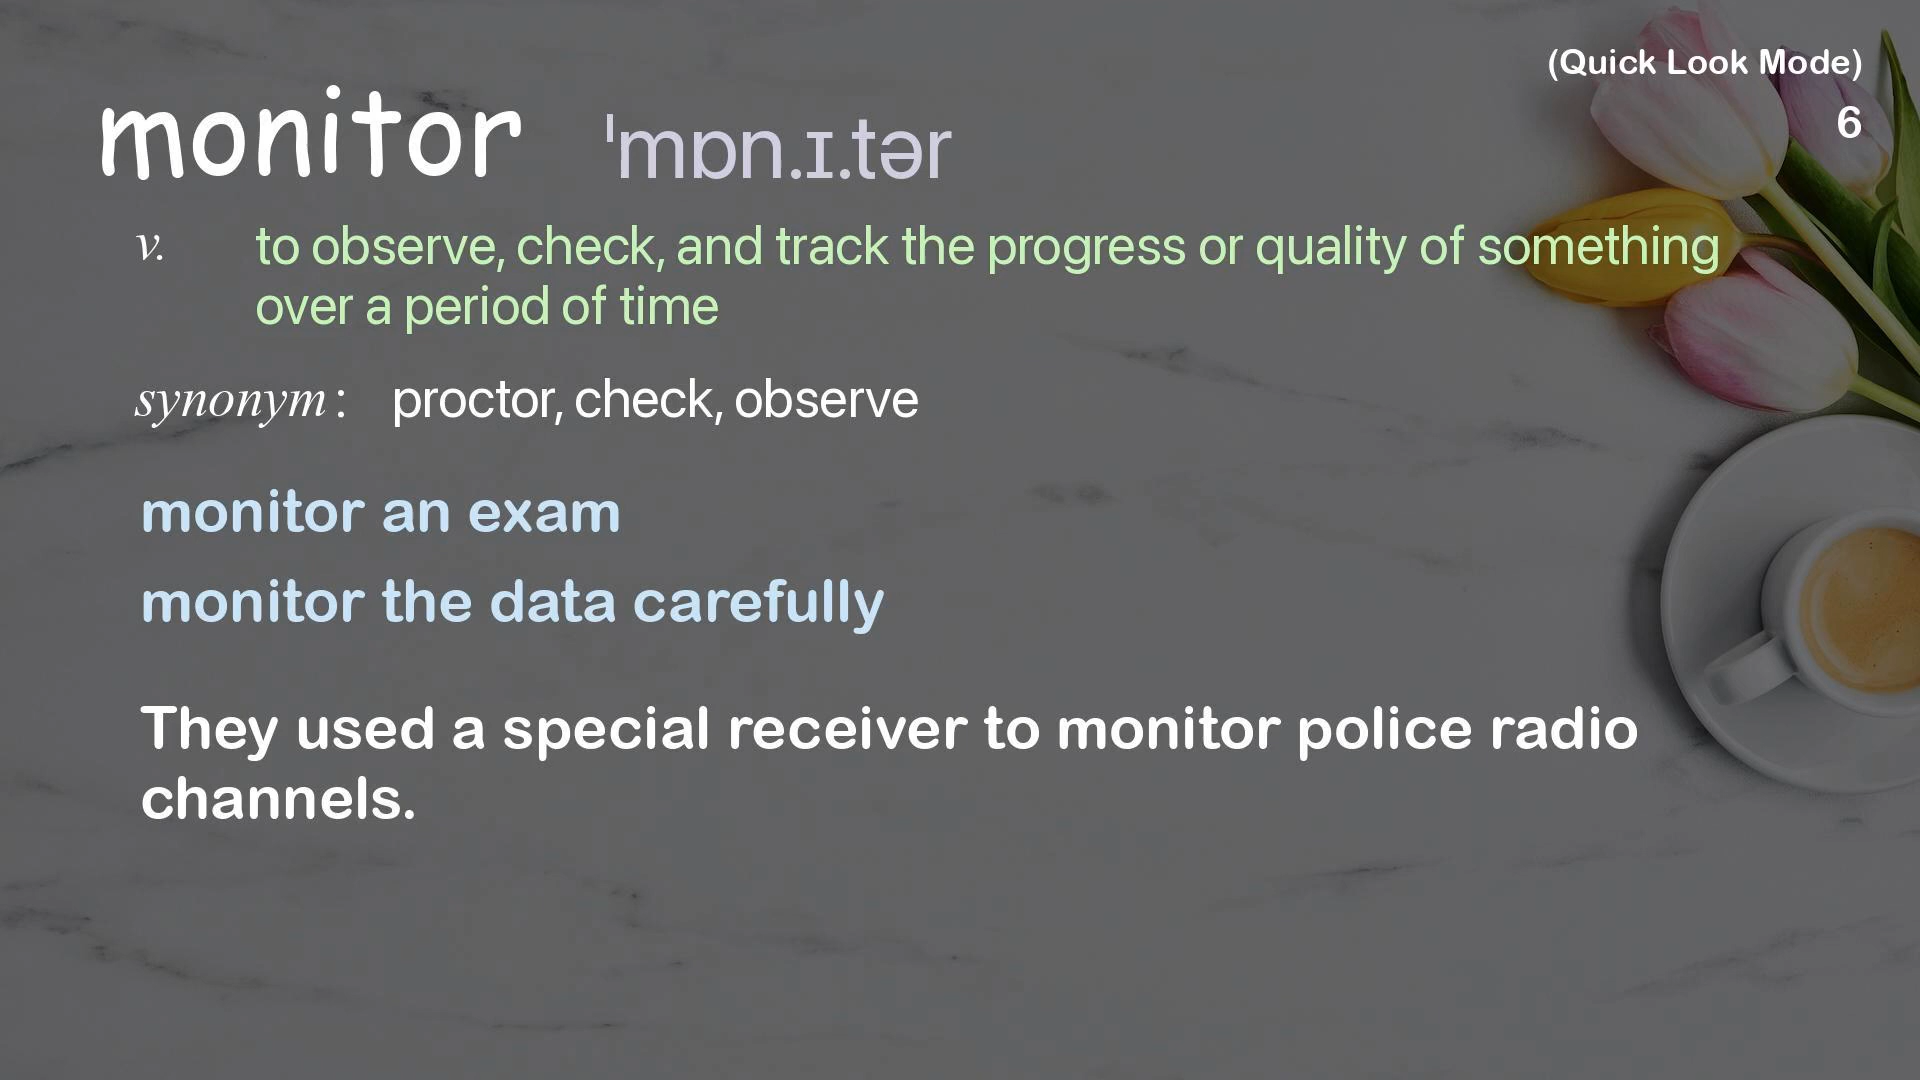 (Quick Look Mode)
6
monitor ˈmɒn.ɪ.tər
v. to observe, check, and track the progress or quality of something
over a period of time
synonym: proctor, check, observe
monitor an exam
monitor the data carefully
They used a special receiver to monitor police radio
channels.